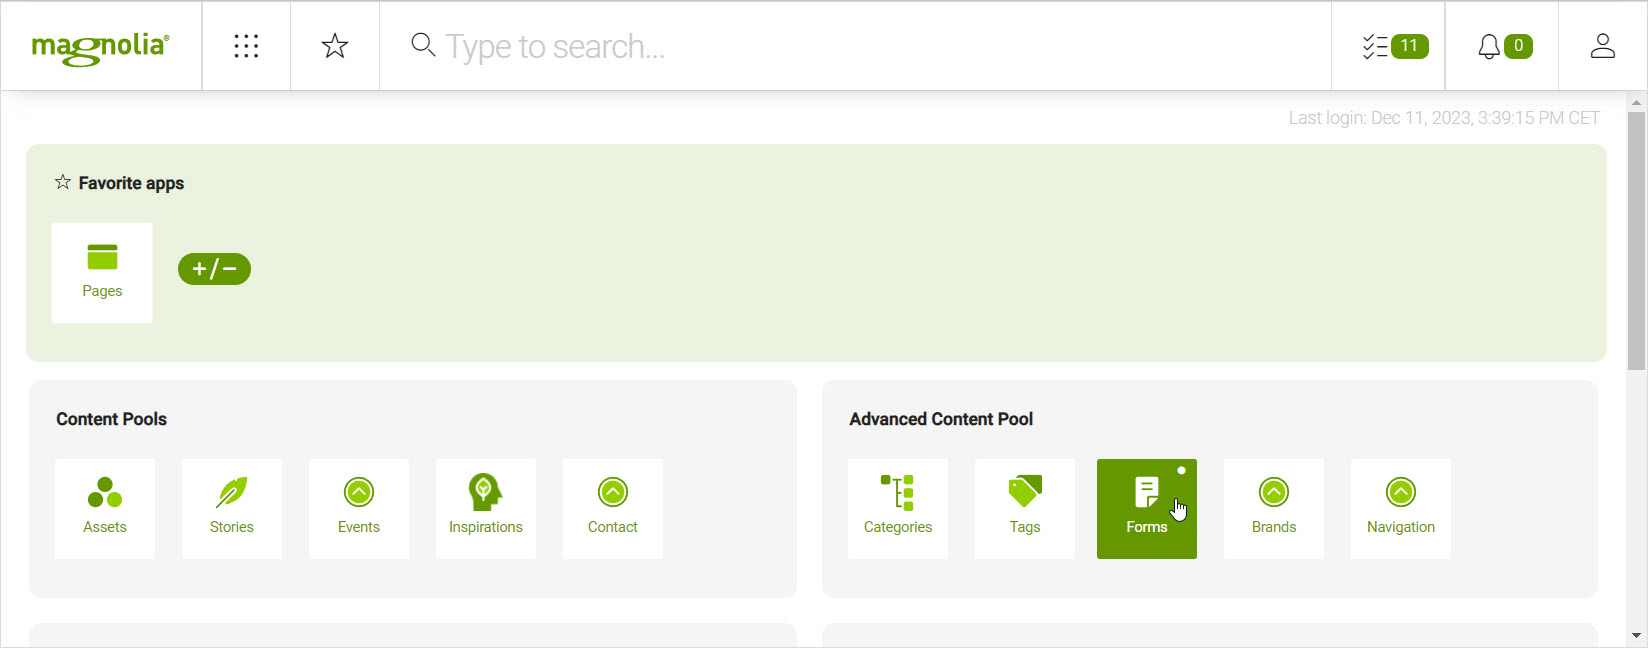 magnolia®
Type to search...
11
0
Last login: Dec 11, 2023, 3:39:15 PM CET
Favorite apps
Pages
+/−
Content Pools
Assets
Stories
Events
Inspirations
Contact
Advanced Content Pool
Categories
Tags
Forms
Brands
Navigation